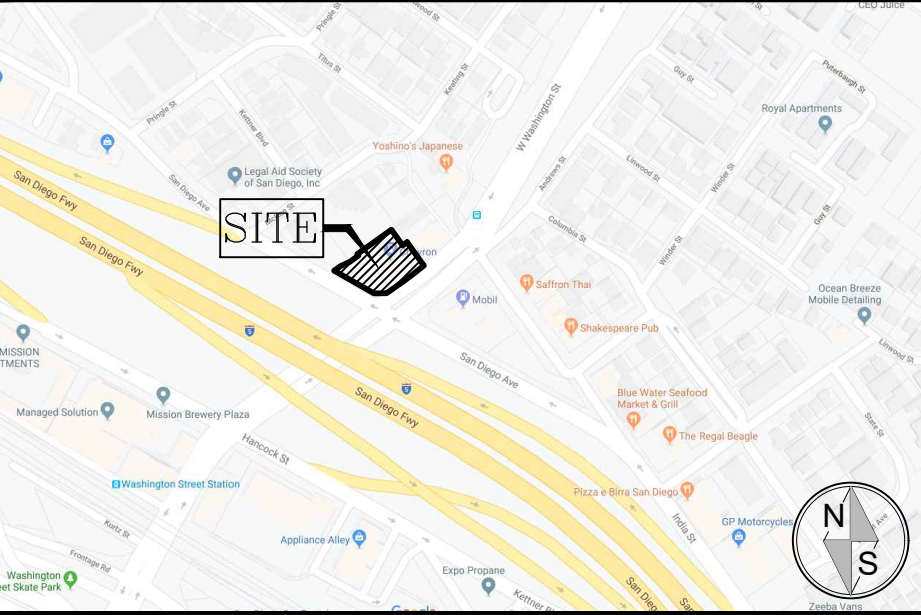 CEO Juice
Pringle St
Titus St
Keating St
W Washington St
Guy St
Puterbaugh St
Royal Apartments
Pringle St
Kettner Blvd
Yoshino's Japanese
Linwood St
Andrews St
Winder St
San Diego Fwy
San Diego Ave
Legal Aid Society
of San Diego, Inc
SITE
Columbia St
Guy St
San Diego Fwy
Winder St
Saffron Thai
Mobil
Ocean Breeze
Mobile Detailing
Shakespeare Pub
5
Linwood St
San Diego Ave
5
San Diego Fwy
Managed Solution
Mission Brewery Plaza
Blue Water Seafood
Market & Grill
State St
The Regal Beagle
Hancock St
Washington Street Station
Pizza e Birra San Diego
India St
GP Motorcycles
N
S
Kurtz St
Appliance Alley
Frontage Rd
Expo Propane
Washington
Skate Park
San Diego
Kettner
Zeeba Vans